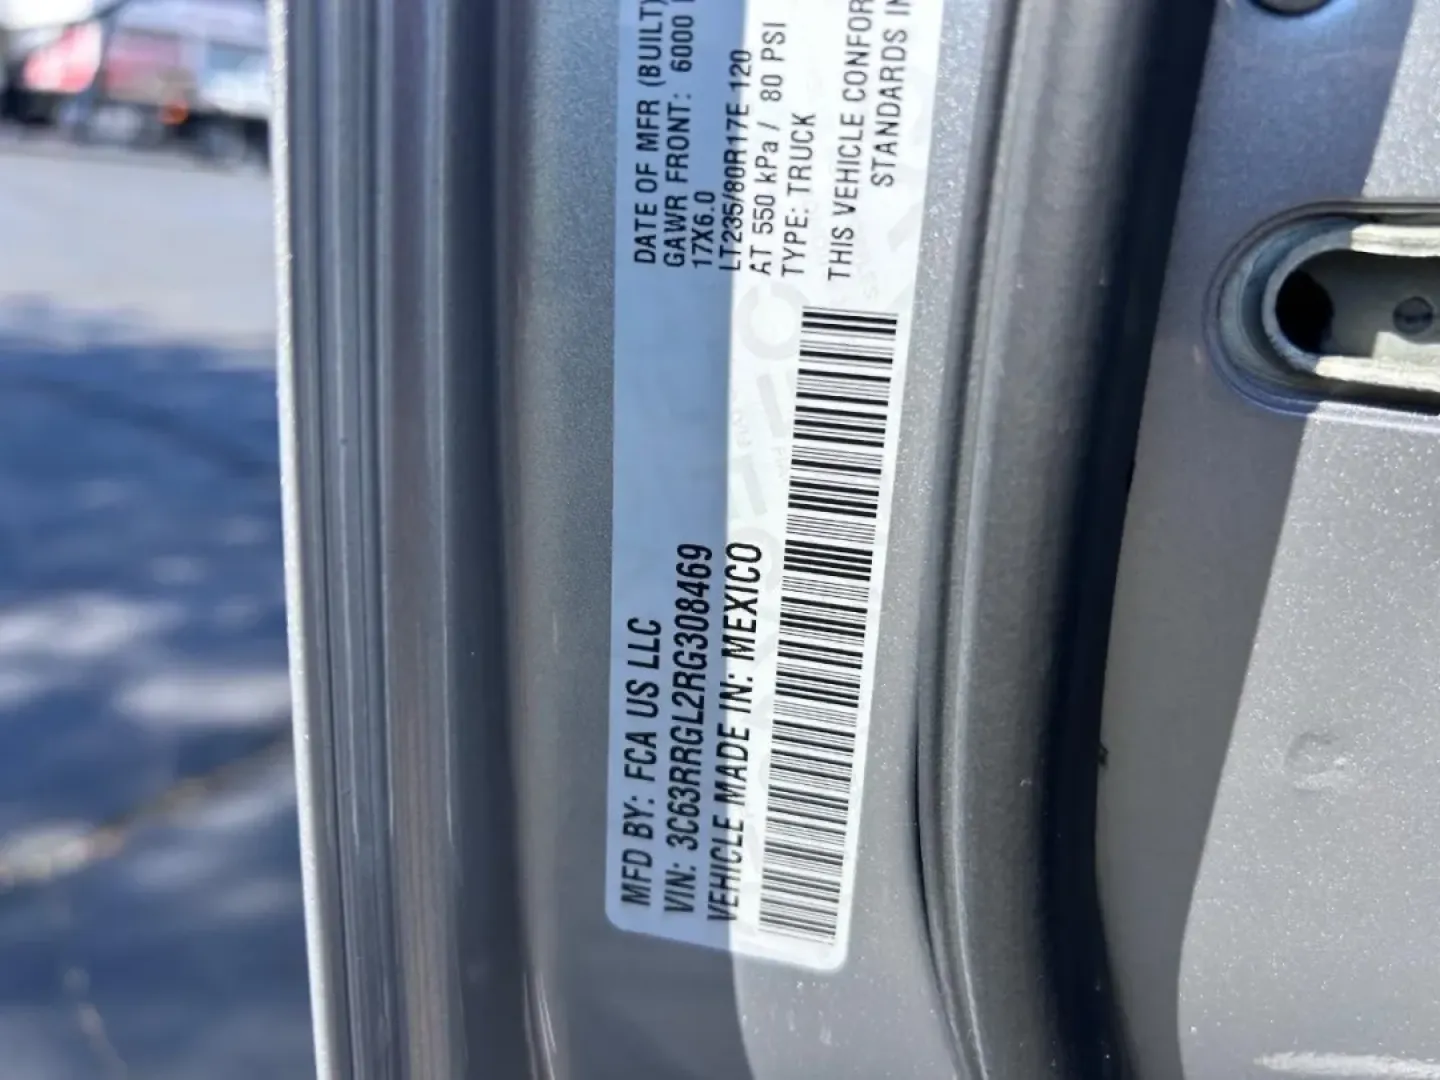 MFD BY: FCA US LLC
VIN: 3C63RRGL2RG308469
VEHICLE MADE IN: MEXICO
DATE OF MFR (BUILT)
GAWR FRONT: 6000
17X6.0
LT235/80R17E 120
AT 550 kPa / 80 PSI
TYPE: TRUCK
THIS VEHICLE CONFOR
STANDARDS IN